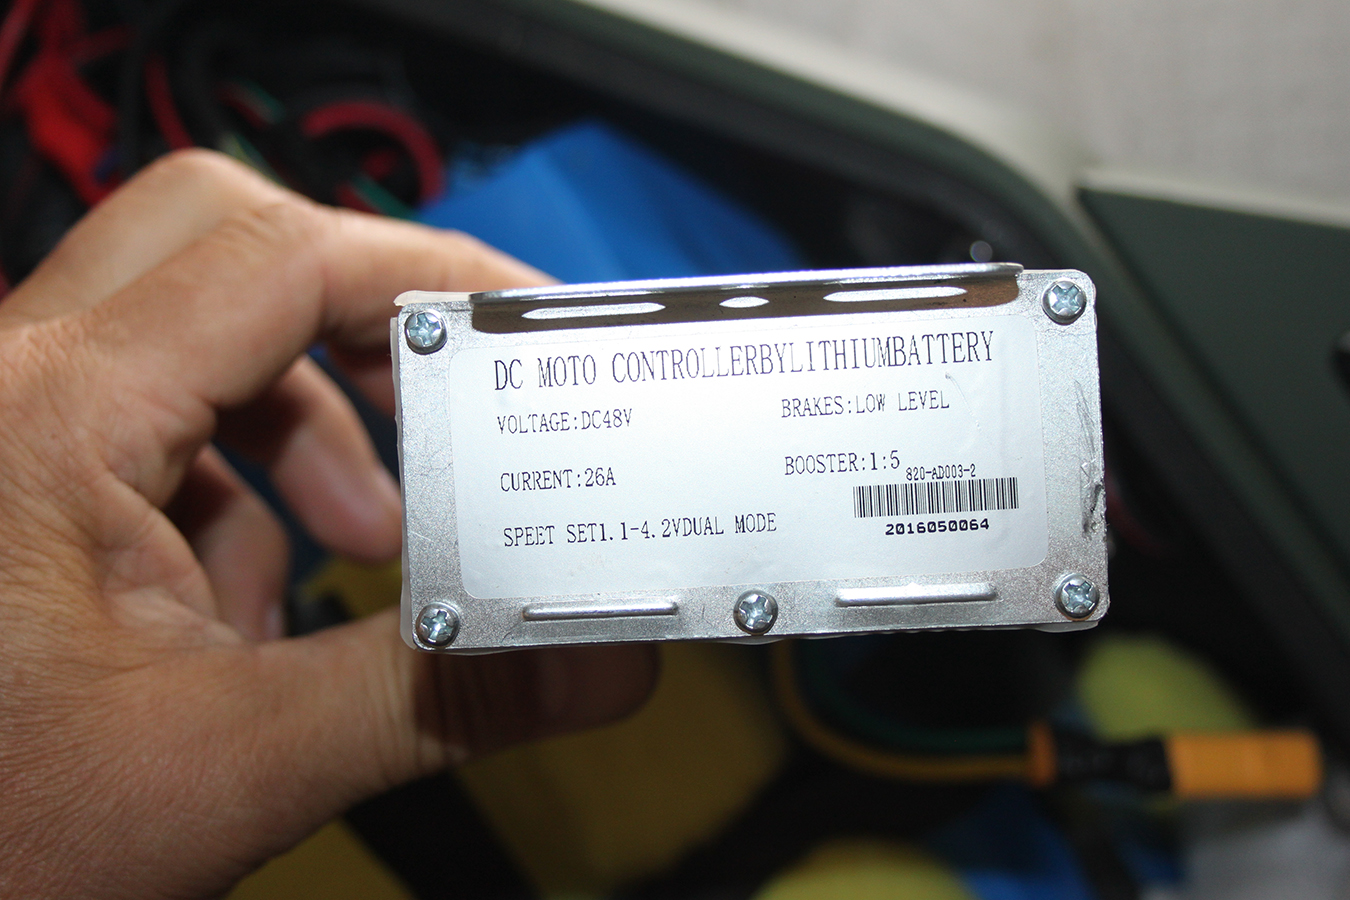 DC MOTO CONTROLLERBYLITHIUMBATTERY
VOLTAGE:DC48V
BRAKES:LOW LEVEL
CURRENT:26A
BOOSTER:1:5
820-AD003-2
2016050064
SPEET SET1.1-4.2VDUAL MODE